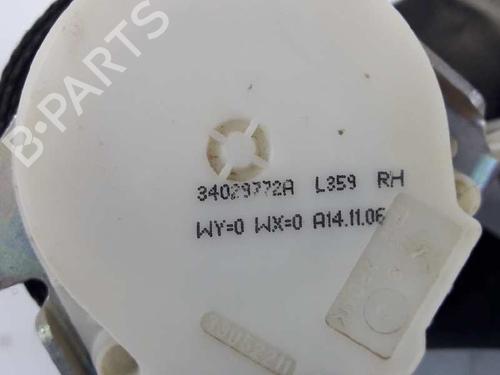 B-PARTS
34029772A L359 RH
WY=0 WX=0 A14.11.06